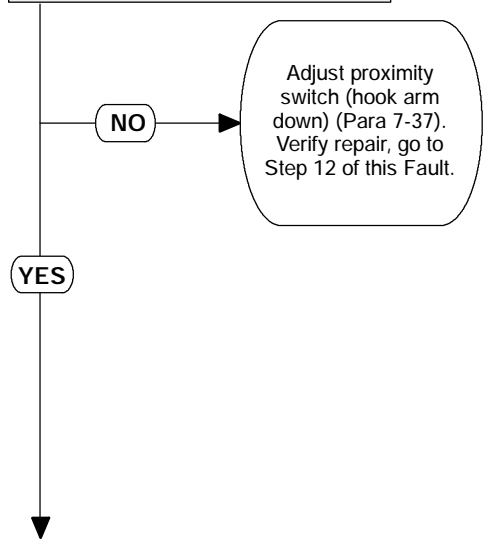 Adjust proximity
switch (hook arm
down) (Para 7-37).
Verify repair, go to
Step 12 of this Fault.
NO
YES